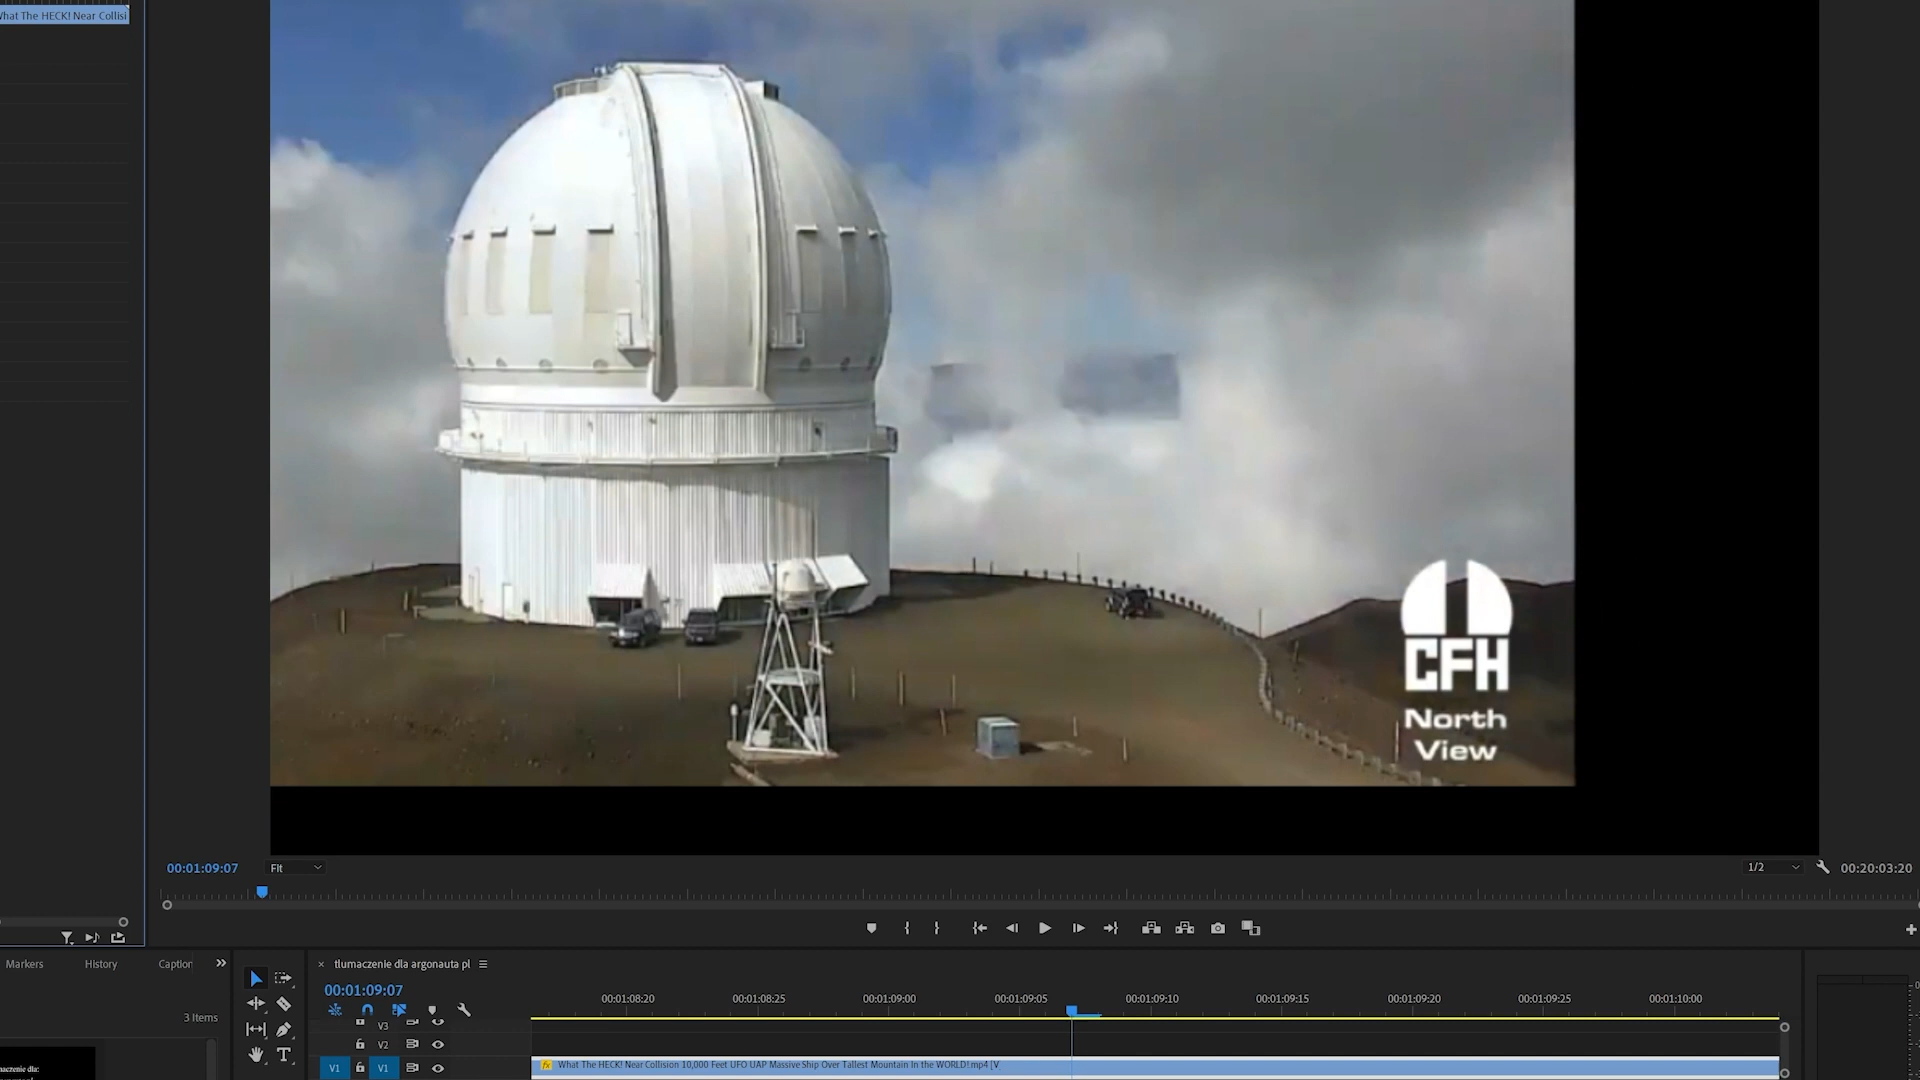 What The HECK! Near Collisi
CFH
North
View
00:01:09:07
Fit
1/2
00:20:03:20
Markers
History
Caption
tlumaczenie dla argonauta pl
00:01:09:07
00:01:08:20
00:01:08:25
00:01:09:00
00:01:09:05
00:01:09:10
00:01:09:15
00:01:09:20
00:01:09:25
00:01:10:00
3 Items
V3
V2
V1
V1
fx
What The HECK! Near Collision 10,000 Feet UFO UAP Massive Ship Over Tallest Mountain In the WORLD!.mp4 [V